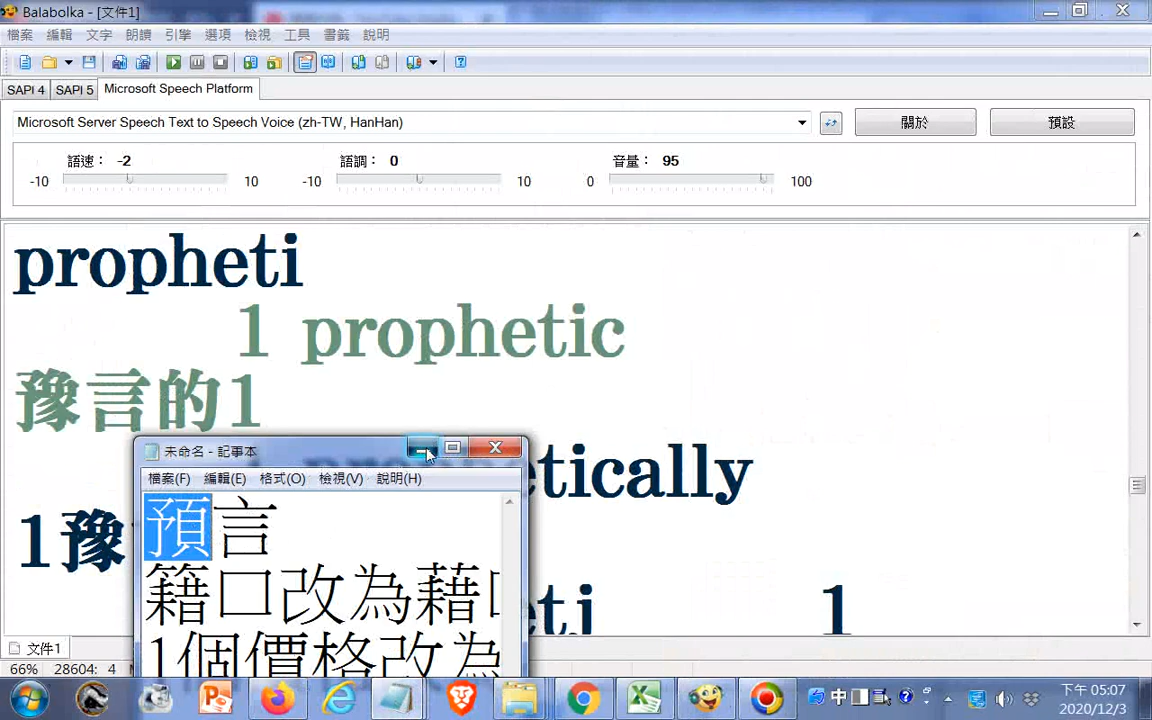 Balabolka - [文件1]
檔案 編輯 文字 朗讀 引擎 選項 檢視 工具 書籤 說明
SAPI 4 SAPI 5 Microsoft Speech Platform
Microsoft Server Speech Text to Speech Voice (zh-TW, HanHan)
關於 預設
語速： -2 語調： 0 音量： 95
-10 10 -10 10 0 100
propheti
1 prophetic
豫言的1
etically
1豫
未命名 - 記事本
檔案(F) 編輯(E) 格式(O) 檢視(V) 說明(H)
預言
籍口改為藉口
1個價格改為
1
文件1
66% 28604: 4
中
下午 05:07
2020/12/3